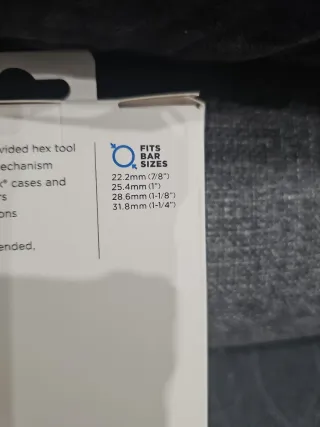 vided hex tool
echanism
cases and
ons
ended.
FITS
BAR
SIZES
22.2mm (7/8")
25.4mm (1")
28.6mm (1-1/8")
31.8mm (1-1/4")